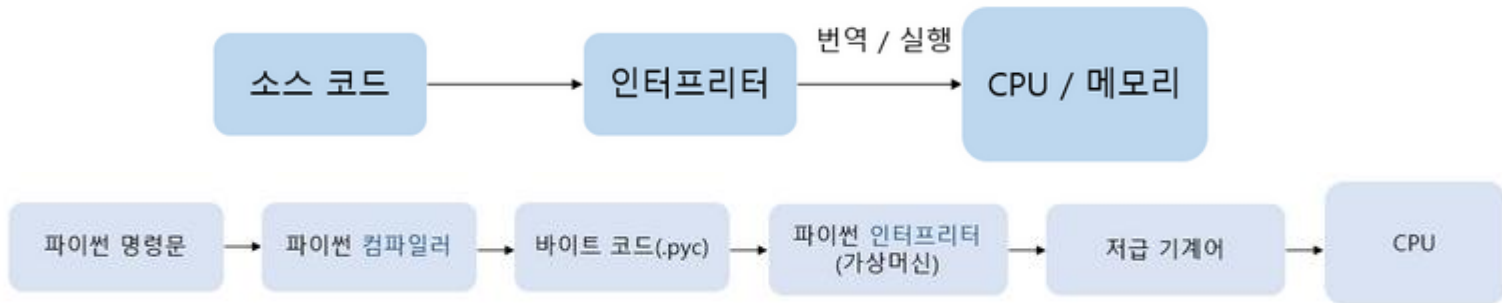 소스 코드
인터프리터
번역 / 실행
CPU / 메모리
파이썬 명령문
파이썬 컴파일러
바이트 코드(.pyc)
파이썬 인터프리터
(가상머신)
저급 기계어
CPU